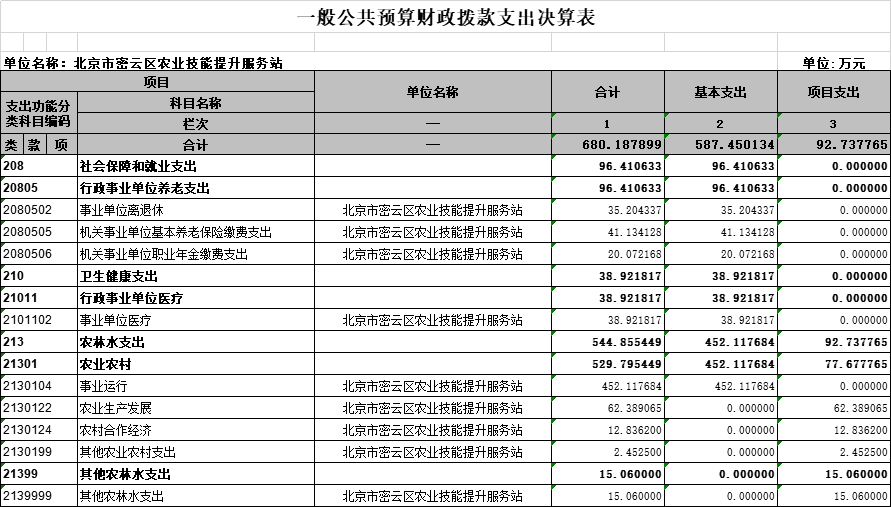 一般公共预算财政拨款支出决算表
单位名称：北京市密云区农业技能提升服务站 单位:万元
项目 单位名称 合计 基本支出 项目支出
支出功能分类科目编码 科目名称
栏次 — 1 2 3
类 款 项 合计 — 680.187899 587.450134 92.737765
208 社会保障和就业支出 96.410633 96.410633 0.000000
20805 行政事业单位养老支出 96.410633 96.410633 0.000000
2080502 事业单位离退休 北京市密云区农业技能提升服务站 35.204337 35.204337 0.000000
2080505 机关事业单位基本养老保险缴费支出 北京市密云区农业技能提升服务站 41.134128 41.134128 0.000000
2080506 机关事业单位职业年金缴费支出 北京市密云区农业技能提升服务站 20.072168 20.072168 0.000000
210 卫生健康支出 38.921817 38.921817 0.000000
21011 行政事业单位医疗 38.921817 38.921817 0.000000
2101102 事业单位医疗 北京市密云区农业技能提升服务站 38.921817 38.921817 0.000000
213 农林水支出 544.855449 452.117684 92.737765
21301 农业农村 529.795449 452.117684 77.677765
2130104 事业运行 北京市密云区农业技能提升服务站 452.117684 452.117684 0.000000
2130122 农业生产发展 北京市密云区农业技能提升服务站 62.389065 0.000000 62.389065
2130124 农村合作经济 北京市密云区农业技能提升服务站 12.836200 0.000000 12.836200
2130199 其他农业农村支出 北京市密云区农业技能提升服务站 2.452500 0.000000 2.452500
21399 其他农林水支出 15.060000 0.000000 15.060000
2139999 其他农林水支出 北京市密云区农业技能提升服务站 15.060000 0.000000 15.060000